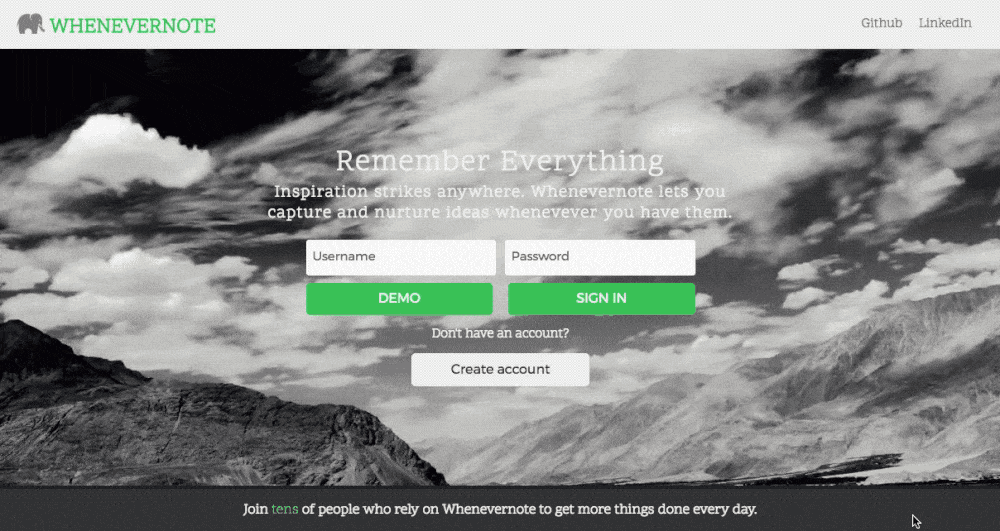 WHENEVERNOTE
Github LinkedIn
Remember Everything
Inspiration strikes anywhere. Whenevernote lets you
capture and nurture ideas whenevever you have them.
Username Password
DEMO SIGN IN
Don't have an account?
Create account
Join tens of people who rely on Whenevernote to get more things done every day.